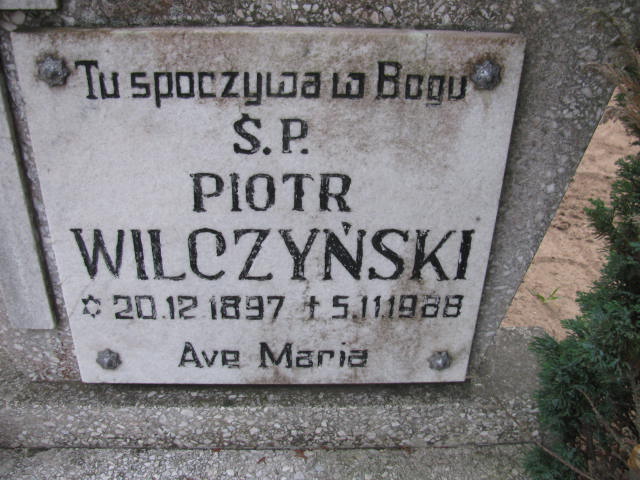 Tu spoczywa w Bogu
Ś.P.
PIOTR
WILCZYŃSKI
✡ 20.12 1897 † 5.11.1988
Ave Maria